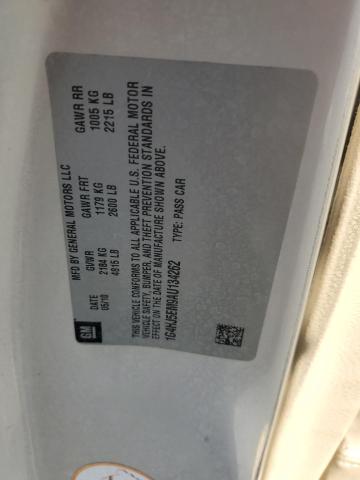 MFD BY GENERAL MOTORS LLC
DATE GVWR GAWR FRT GAWR RR
05/10 2184 KG 1179 KG 1005 KG
4815 LB 2600 LB 2215 LB
GM
THIS VEHICLE CONFORMS TO ALL APPLICABLE U.S. FEDERAL MOTOR
VEHICLE SAFETY, BUMPER, AND THEFT PREVENTION STANDARDS IN
EFFECT ON THE DATE OF MANUFACTURE SHOWN ABOVE.
1G4HJ5EM0AU134262 TYPE: PASS CAR